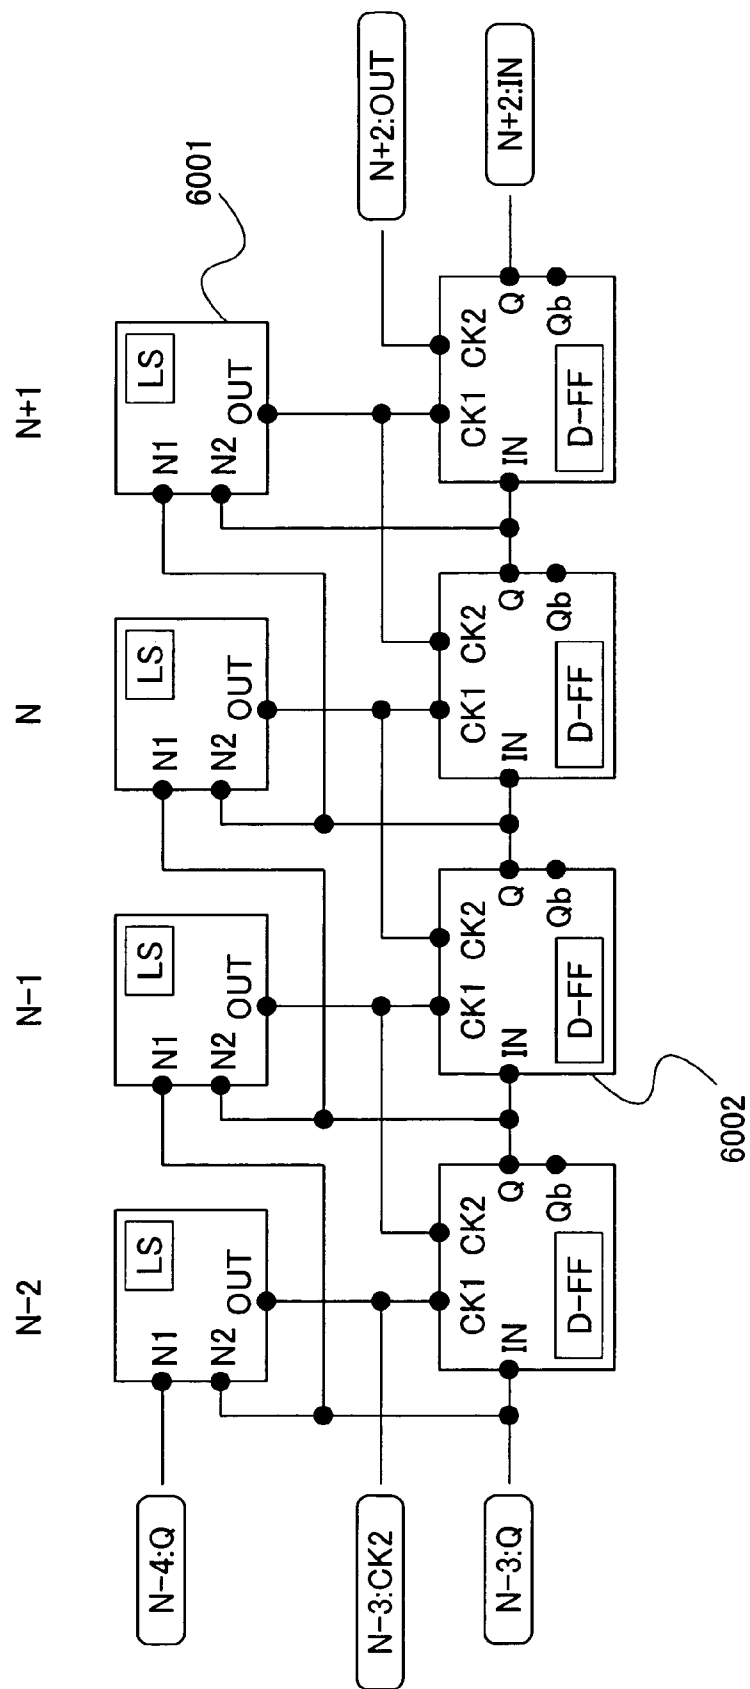 N-2
N-1
N
N+1
6001
LS
N1
N2
OUT
LS
N1
N2
OUT
LS
N1
N2
OUT
LS
N1
N2
OUT
N-4:Q
N-3:CK2
N-3:Q
N+2:OUT
N+2:IN
CK1
CK2
IN
Q
Qb
D-FF
CK1
CK2
IN
Q
Qb
D-FF
CK1
CK2
IN
Q
Qb
D-FF
CK1
CK2
IN
Q
Qb
D-FF
6002